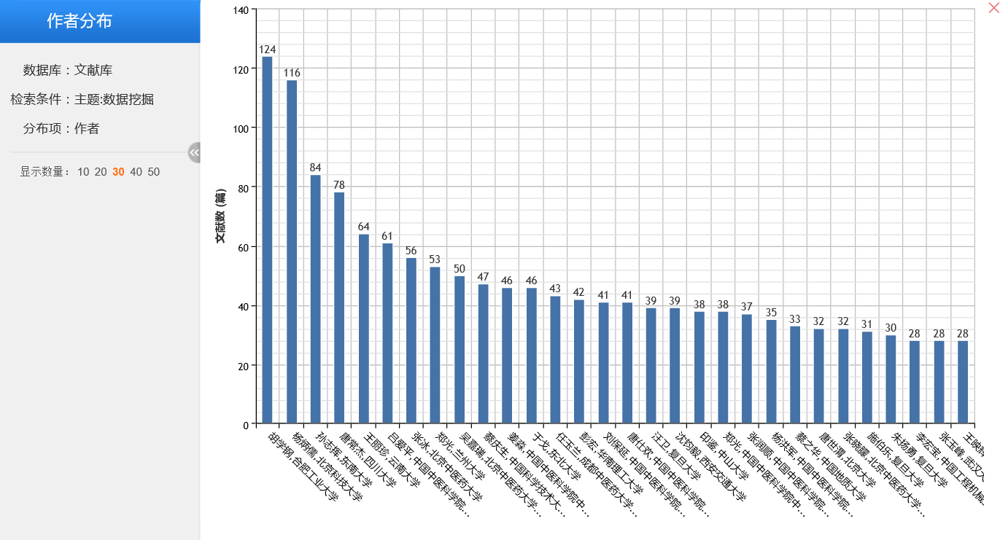 作者分布
数据库：文献库
检索条件：主题:数据挖掘
分布项：作者
显示数量： 10 20 30 40 50
文献数 (篇)
140
120
100
80
60
40
20
0
124
116
84
78
64
61
56
53
50
47
46
46
43
42
41
41
39
39
38
38
37
35
33
32
32
31
30
28
28
28
胡学钢,合肥工业大学
杨炳儒,北京科技大学
孙志挥,东南大学
唐常杰,四川大学
王丽珍,云南大学
吕爱平,中国中医科学院…
张冰,北京中医药大学
郑光,兰州大学
吴嘉瑞,北京中医药大学…
蔡庆生,中国科学技术大…
姜淼,中国中医科学院中…
于戈,东北大学
任玉兰,成都中医药大学…
彭宏,华南理工大学
刘保延,中国中医科学院…
唐仕欢,中国中医科学院…
汪卫,复旦大学
沈钧毅,西安交通大学
印鉴,中山大学
郑光,中国中医科学院中…
张润顺,中国中医科学院…
杨洪军,中国中医科学院…
蔡之华,中国地质大学
唐世渭,北京大学
张晓朦,北京中医药大学…
施伯乐,复旦大学
朱扬勇,复旦大学
李宏宝,中国工程机械
张玉峰,武汉
王映